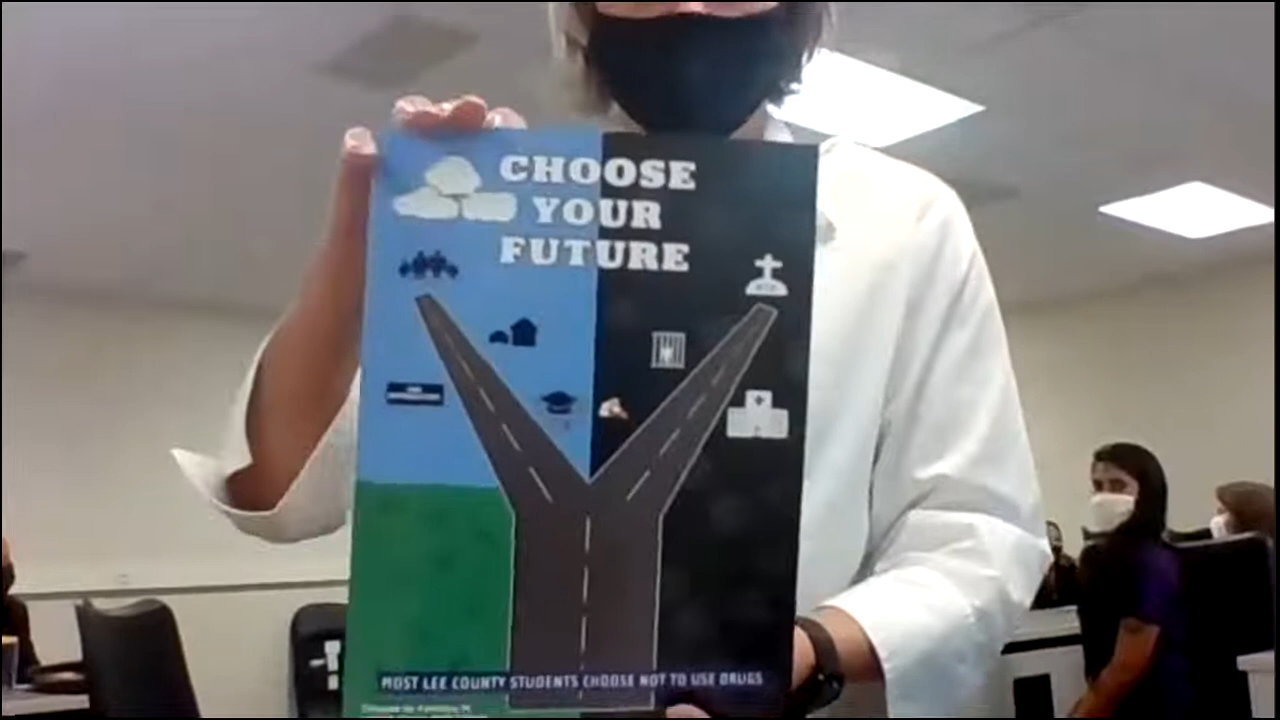 CHOOSE
YOUR
FUTURE
MOST LEE COUNTY STUDENTS CHOOSE NOT TO USE DRUGS